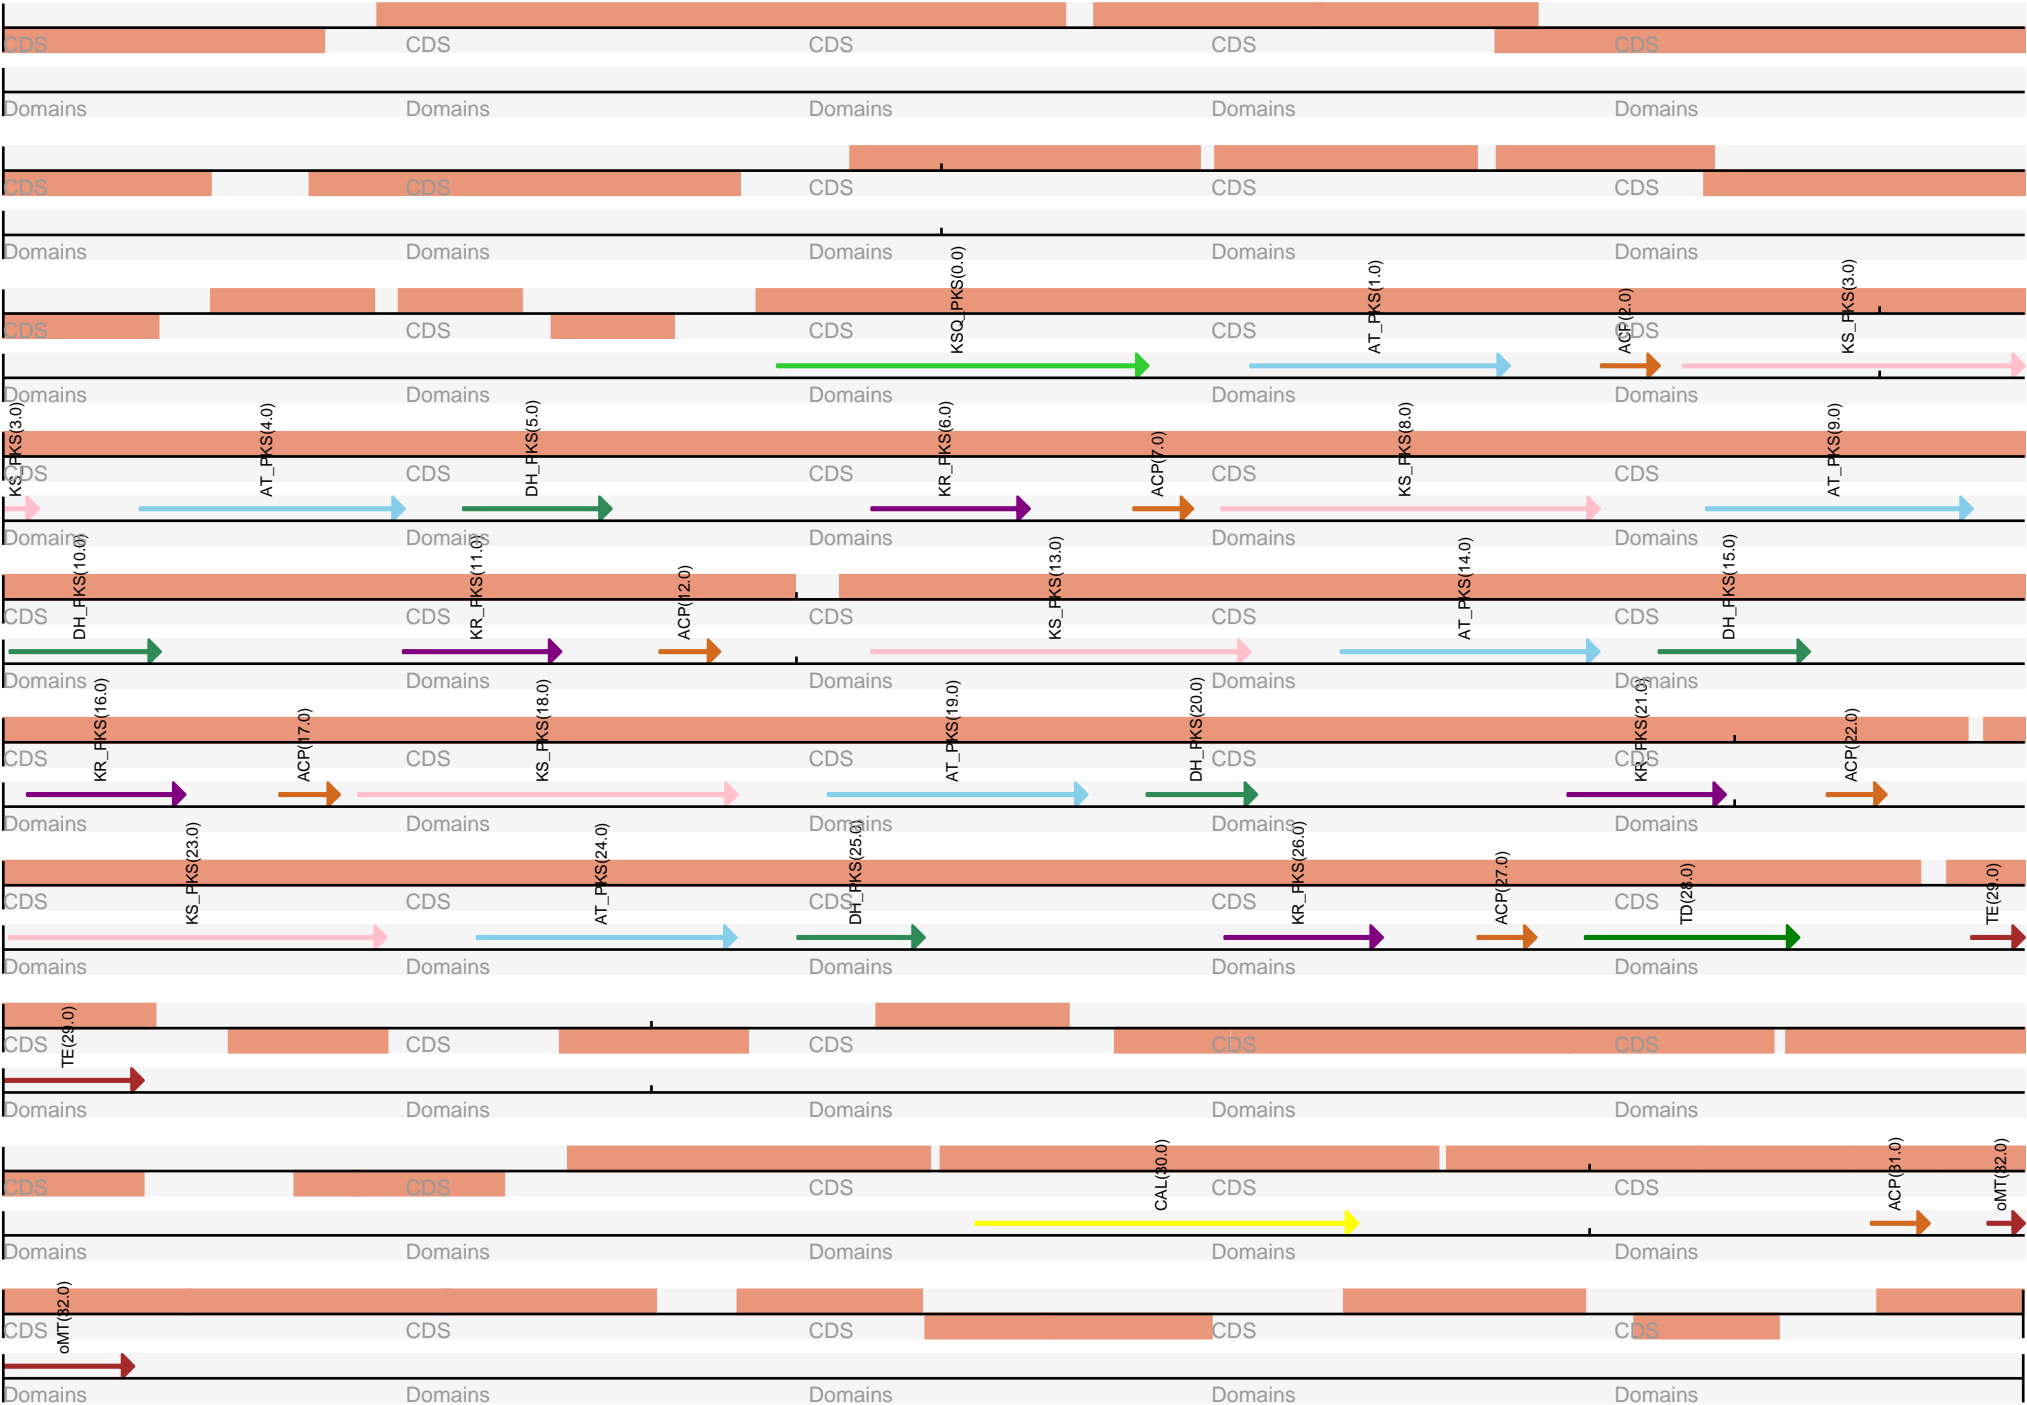 CDS CDS CDS CDS CDS
Domains Domains Domains Domains Domains
CDS CDS CDS CDS CDS
Domains Domains Domains Domains Domains
KSQ_PKS(0.0) AT_PKS(1.0) ACP(2.0) KS_PKS(3.0)
CDS CDS CDS CDS CDS
Domains Domains Domains Domains Domains
KS_PKS(3.0) AT_PKS(4.0) DH_PKS(5.0) KR_PKS(6.0) ACP(7.0) KS_PKS(8.0) AT_PKS(9.0)
CDS CDS CDS CDS CDS
Domains Domains Domains Domains Domains
DH_PKS(10.0) KR_PKS(11.0) ACP(12.0) KS_PKS(13.0) AT_PKS(14.0) DH_PKS(15.0)
CDS CDS CDS CDS CDS
Domains Domains Domains Domains Domains
KR_PKS(16.0) ACP(17.0) KS_PKS(18.0) AT_PKS(19.0) DH_PKS(20.0) KR_PKS(21.0) ACP(22.0)
CDS CDS CDS CDS CDS
Domains Domains Domains Domains Domains
KS_PKS(23.0) AT_PKS(24.0) DH_PKS(25.0) KR_PKS(26.0) ACP(27.0) TD(28.0) TE(29.0)
CDS CDS CDS CDS CDS
Domains Domains Domains Domains Domains
TE(29.0)
CDS CDS CDS CDS CDS
Domains Domains Domains Domains Domains
CAL(30.0) ACP(31.0) oMT(32.0)
CDS CDS CDS CDS CDS
Domains Domains Domains Domains Domains
oMT(32.0)
CDS CDS CDS CDS CDS
Domains Domains Domains Domains Domains